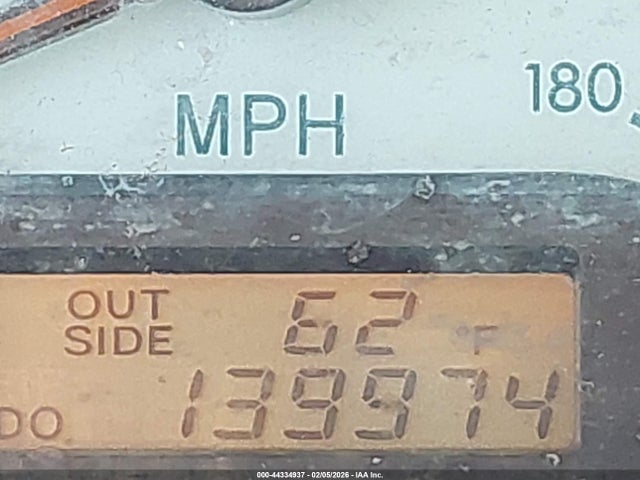 180
MPH
OUT SIDE 62 °F
DO 139974
000-44334937 - 02/05/2026 - IAA Inc.